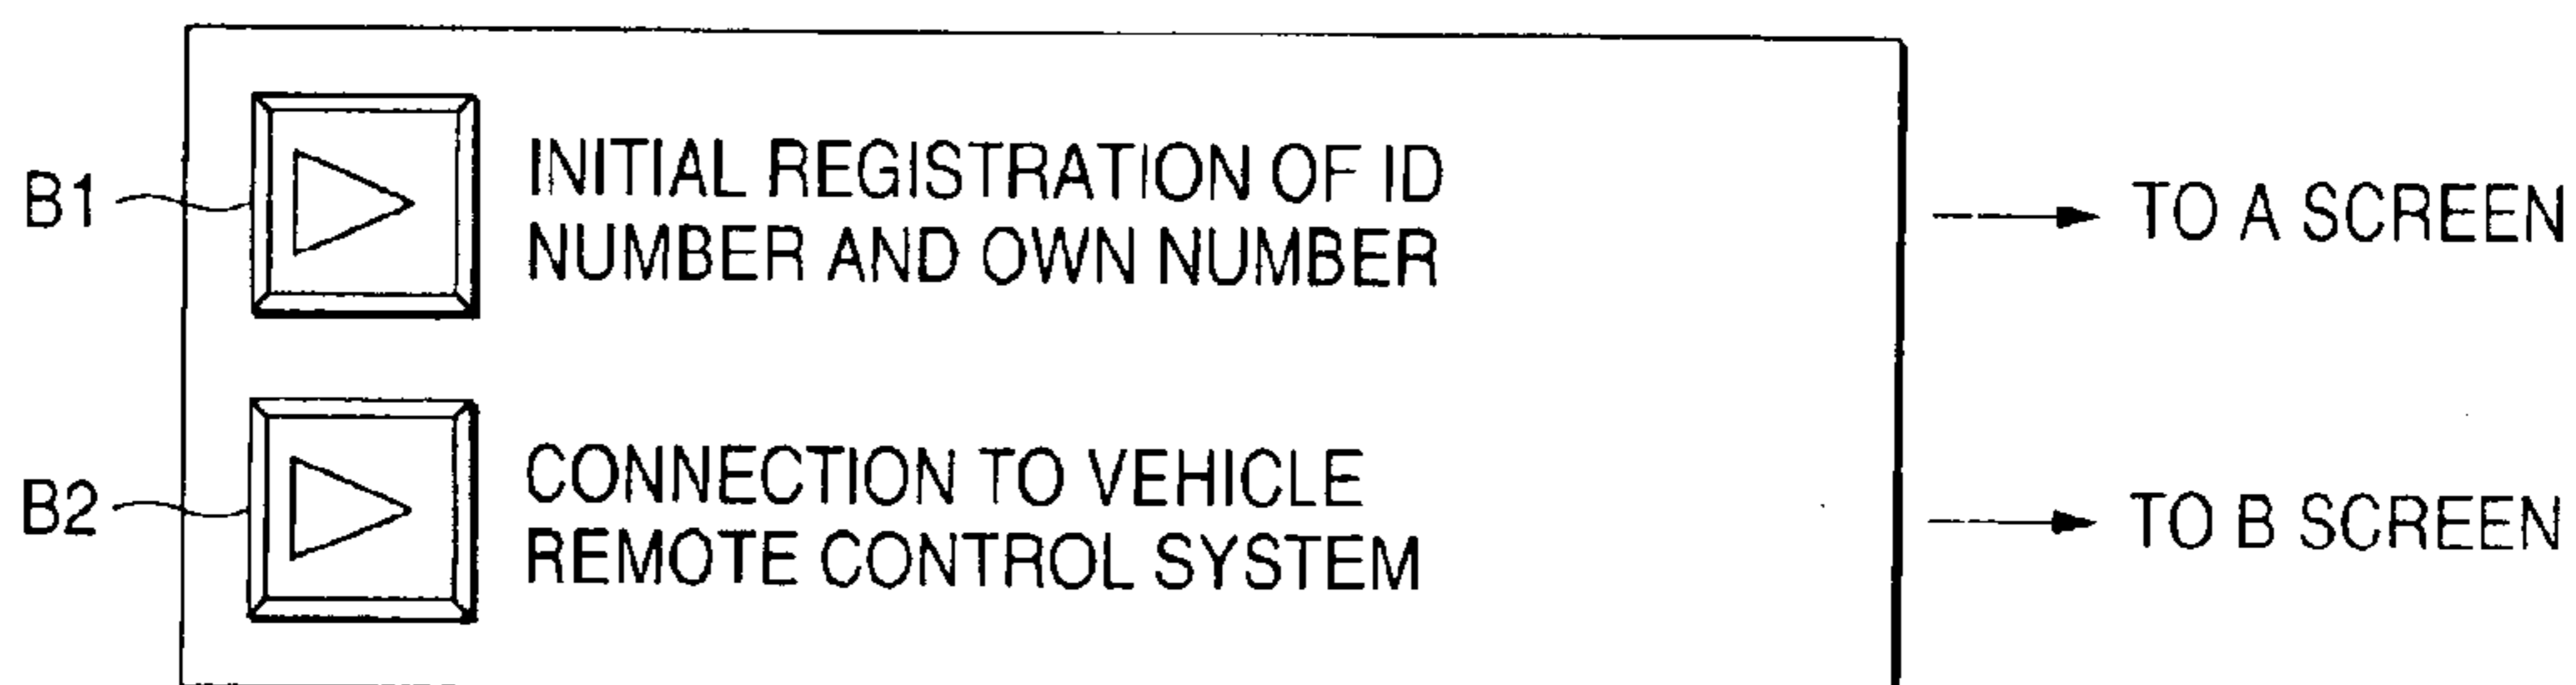 B1
INITIAL REGISTRATION OF ID
NUMBER AND OWN NUMBER
TO A SCREEN
B2
CONNECTION TO VEHICLE
REMOTE CONTROL SYSTEM
TO B SCREEN